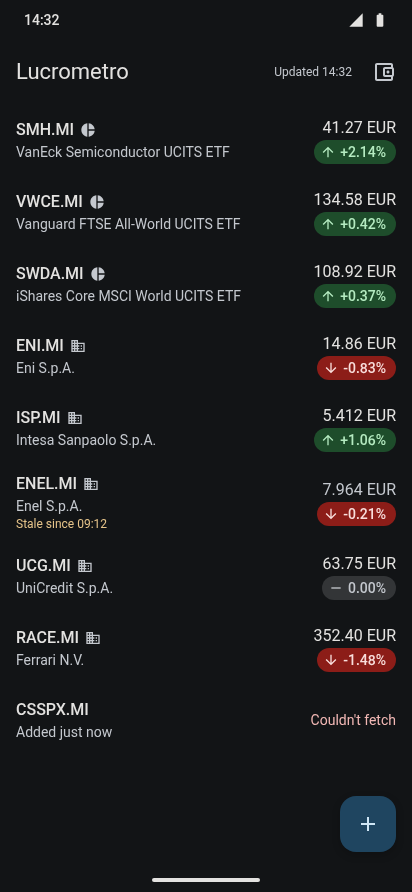 14:32
Lucrometro
Updated 14:32
SMH.MI
41.27 EUR
VanEck Semiconductor UCITS ETF
+2.14%
VWCE.MI
134.58 EUR
Vanguard FTSE All-World UCITS ETF
+0.42%
SWDA.MI
108.92 EUR
iShares Core MSCI World UCITS ETF
+0.37%
ENI.MI
14.86 EUR
Eni S.p.A.
-0.83%
ISP.MI
5.412 EUR
Intesa Sanpaolo S.p.A.
+1.06%
ENEL.MI
7.964 EUR
Enel S.p.A.
-0.21%
Stale since 09:12
UCG.MI
63.75 EUR
UniCredit S.p.A.
0.00%
RACE.MI
352.40 EUR
Ferrari N.V.
-1.48%
CSSPX.MI
Couldn't fetch
Added just now